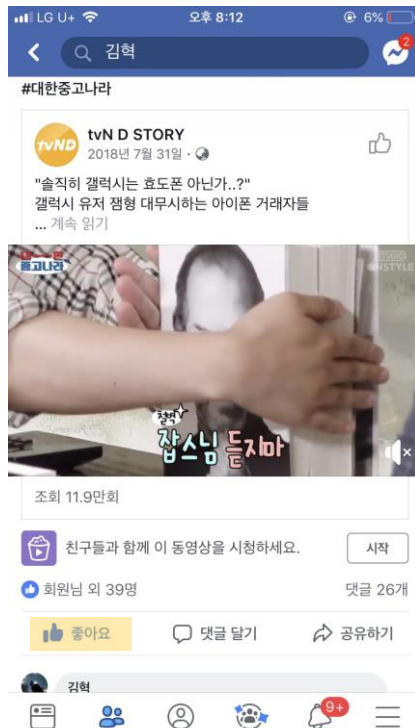 LG U+
오후 8:12
6%
김혁
2
#대한중고나라
tvN D STORY
2018년 7월 31일
"솔직히 갤럭시는 효도폰 아닌가..?"
갤럭시 유저 잼형 대무시하는 아이폰 거래자들
... 계속 읽기
중고나라
ONSTYLE
철컥
잡스님 듣지마
조회 11.9만회
친구들과 함께 이 동영상을 시청하세요.
시작
회원님 외 39명
댓글 26개
좋아요
댓글 달기
공유하기
김혁
9+